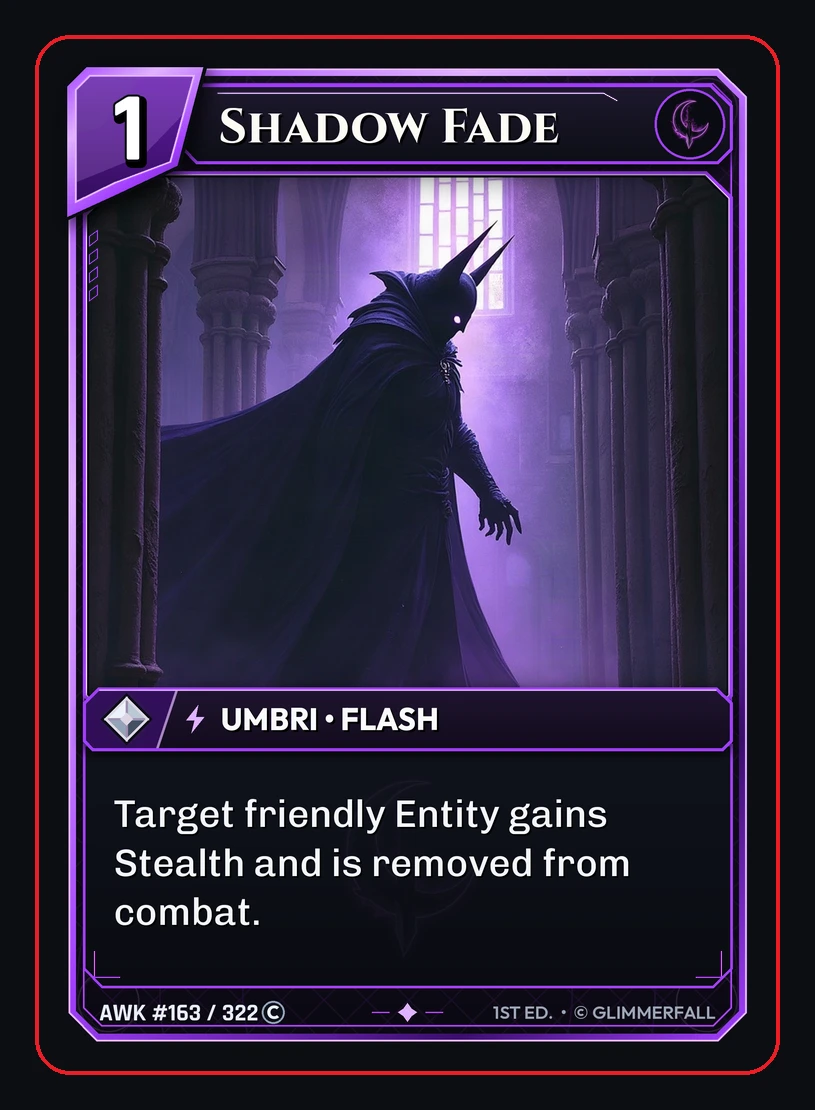 1
SHADOW FADE
UMBRI • FLASH
Target friendly Entity gains
Stealth and is removed from
combat.
AWK #163 / 322 Ⓒ
1ST ED. • © GLIMMERFALL